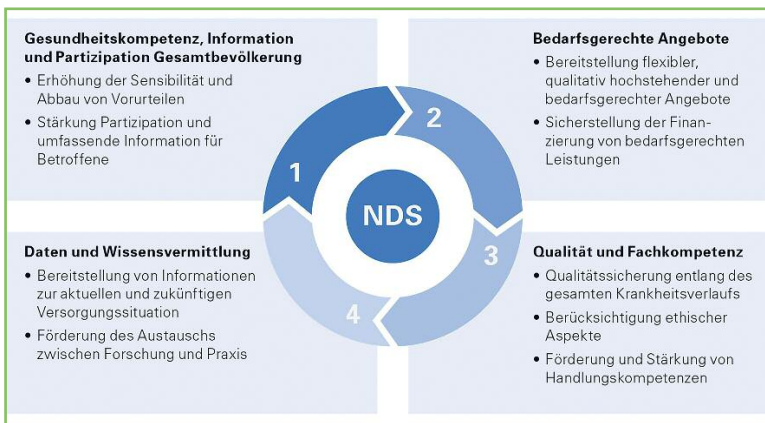 Gesundheitskompetenz, Information
und Partizipation Gesamtbevölkerung
• Erhöhung der Sensibilität und
Abbau von Vorurteilen
• Stärkung Partizipation und
umfassende Information für
Betroffene
1
Bedarfsgerechte Angebote
• Bereitstellung flexibler,
qualitativ hochstehender und
bedarfsgerechter Angebote
• Sicherstellung der Finan-
zierung von bedarfsgerechten
Leistungen
2
NDS
Qualität und Fachkompetenz
• Qualitätssicherung entlang des
gesamten Krankheitsverlaufs
• Berücksichtigung ethischer
Aspekte
• Förderung und Stärkung von
Handlungskompetenzen
3
Daten und Wissensvermittlung
• Bereitstellung von Informationen
zur aktuellen und zukünftigen
Versorgungssituation
• Förderung des Austauschs
zwischen Forschung und Praxis
4